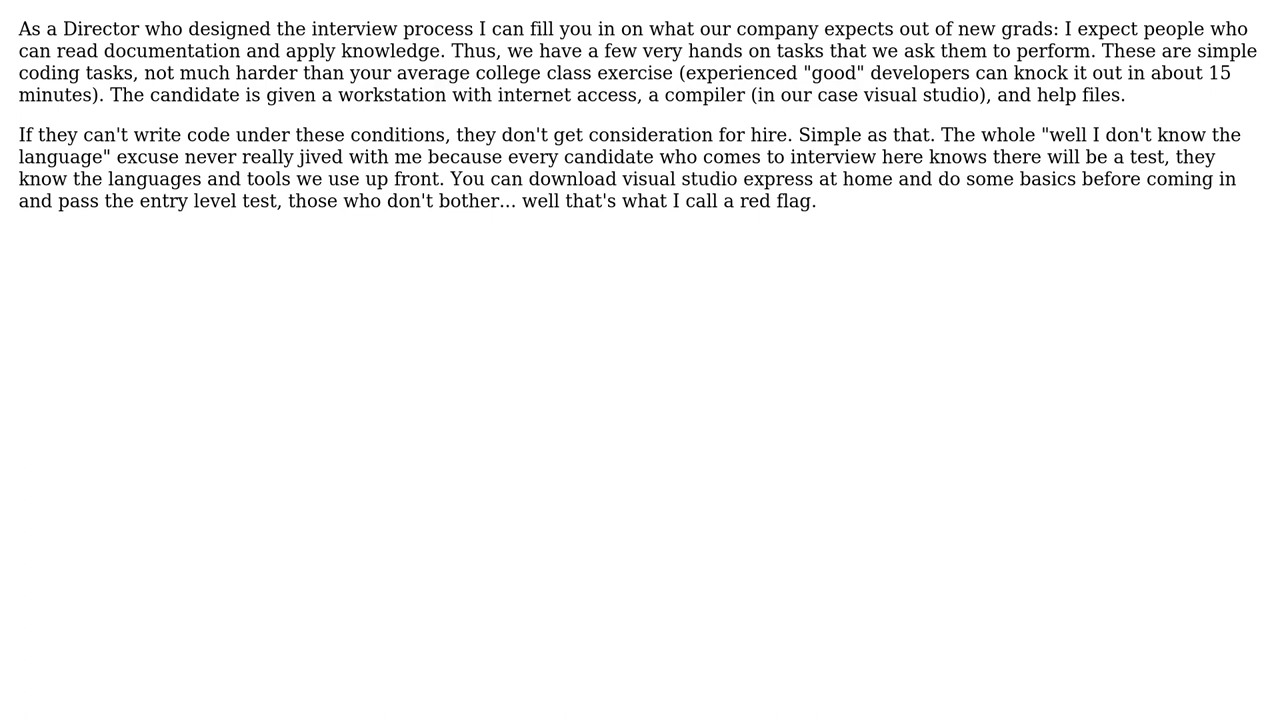 As a Director who designed the interview process I can fill you in on what our company expects out of new grads: I expect people who
can read documentation and apply knowledge. Thus, we have a few very hands on tasks that we ask them to perform. These are simple
coding tasks, not much harder than your average college class exercise (experienced "good" developers can knock it out in about 15
minutes). The candidate is given a workstation with internet access, a compiler (in our case visual studio), and help files.
If they can't write code under these conditions, they don't get consideration for hire. Simple as that. The whole "well I don't know the
language" excuse never really jived with me because every candidate who comes to interview here knows there will be a test, they
know the languages and tools we use up front. You can download visual studio express at home and do some basics before coming in
and pass the entry level test, those who don't bother... well that's what I call a red flag.